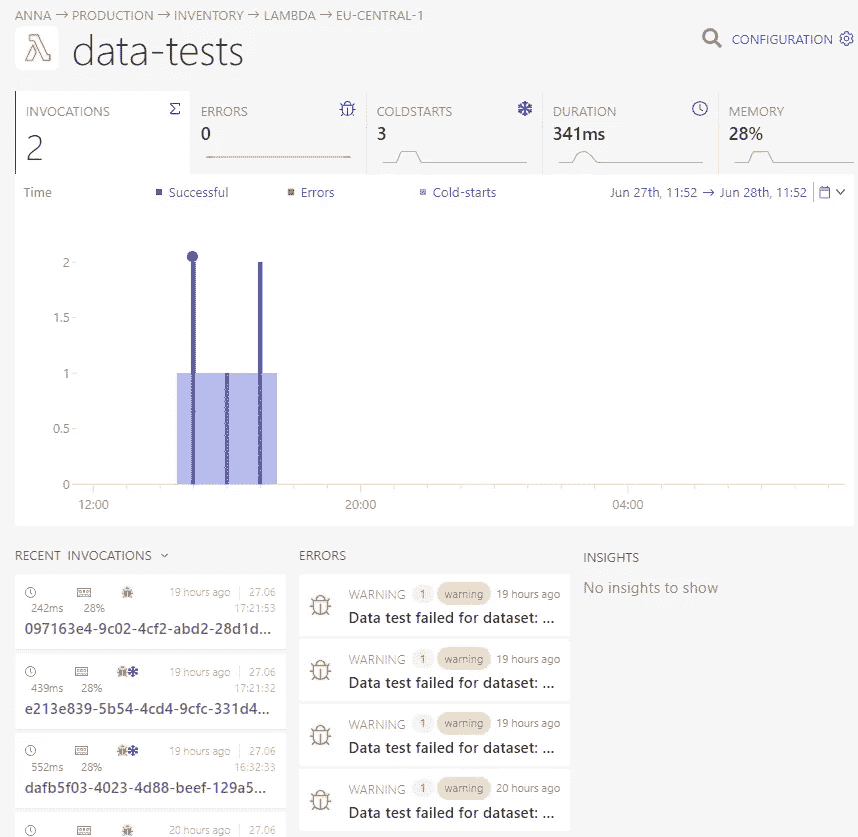 ANNA → PRODUCTION → INVENTORY → LAMBDA → EU-CENTRAL-1
data-tests
CONFIGURATION
INVOCATIONS Σ
2
ERRORS
0
COLDSTARTS
3
DURATION
341ms
MEMORY
28%
Time
Successful
Errors
Cold-starts
Jun 27th, 11:52 → Jun 28th, 11:52
2
1.5
1
0.5
0
12:00 20:00 04:00
RECENT INVOCATIONS
19 hours ago 27.06
242ms 28% 17:21:53
097163e4-9c02-4cf2-abd2-28d1d...
19 hours ago 27.06
439ms 28% 17:21:32
e213e839-5b54-4cd4-9cfc-331d4...
19 hours ago 27.06
552ms 28% 16:32:33
dafb5f03-4023-4d88-beef-129a5...
20 hours ago 27.06
ERRORS
WARNING 1 warning 19 hours ago
Data test failed for dataset: ...
WARNING 1 warning 19 hours ago
Data test failed for dataset: ...
WARNING 1 warning 19 hours ago
Data test failed for dataset: ...
WARNING 1 warning 20 hours ago
Data test failed for dataset: ...
INSIGHTS
No insights to show